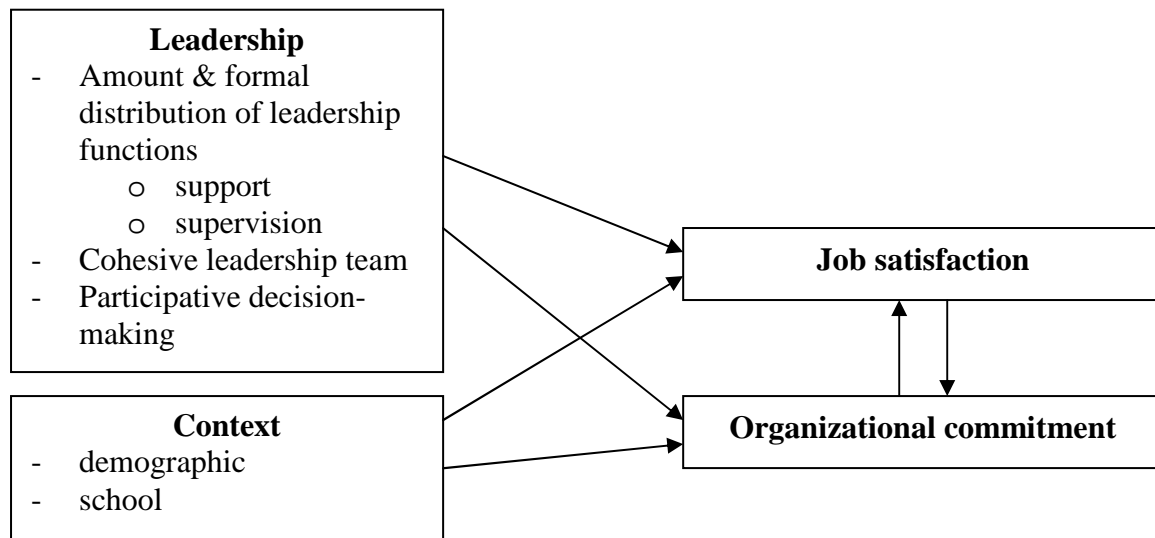 Leadership
- Amount & formal
distribution of leadership
functions
o support
o supervision
- Cohesive leadership team
- Participative decision-
making
Job satisfaction
Organizational commitment
Context
- demographic
- school